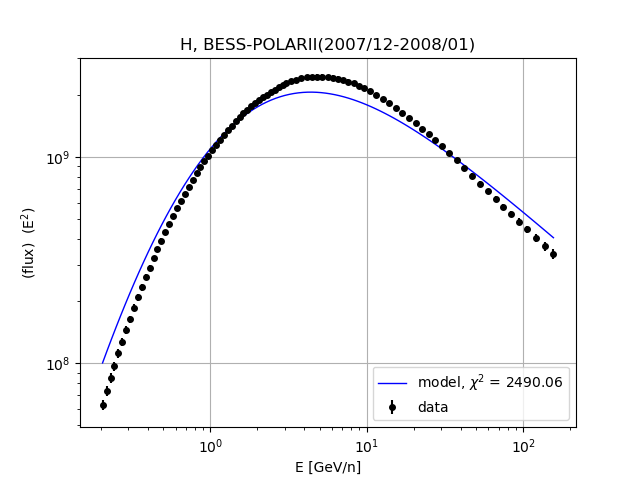 H, BESS-POLARII(2007/12-2008/01)
(flux) (E²)
10⁹
10⁸
10⁰ 10¹ 10²
E [GeV/n]
model, χ² = 2490.06
data